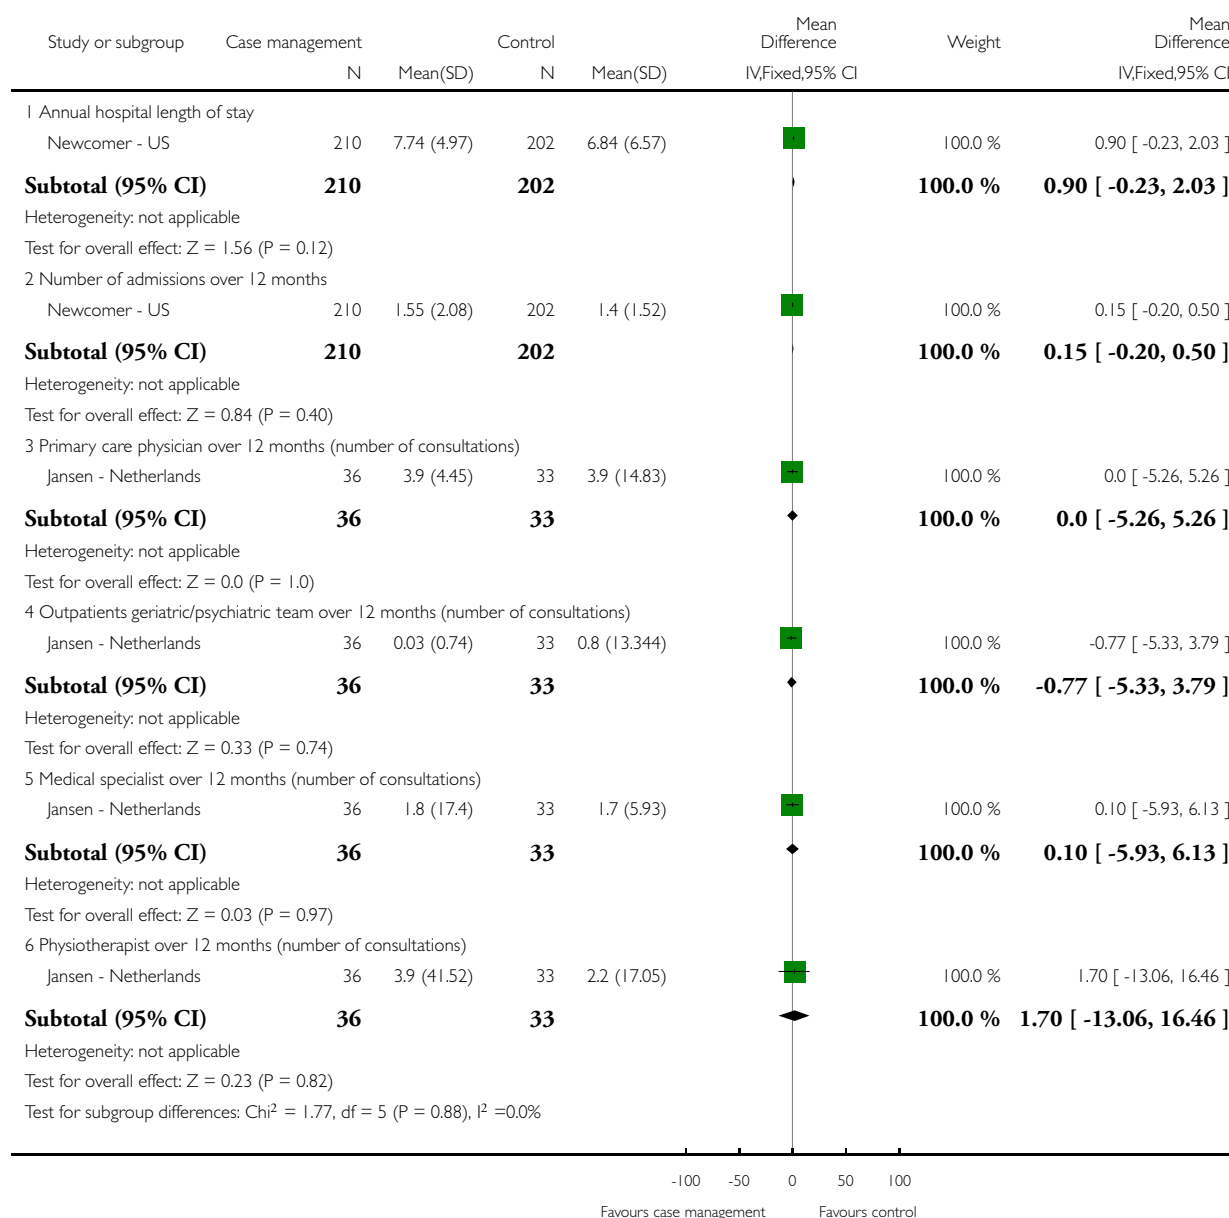 Study or subgroup Case management Control Mean Difference Weight Mean Difference
N Mean(SD) N Mean(SD) IV,Fixed,95% CI IV,Fixed,95% CI
1 Annual hospital length of stay
Newcomer - US 210 7.74 (4.97) 202 6.84 (6.57) 100.0 % 0.90 [ -0.23, 2.03 ]
Subtotal (95% CI) 210 202 100.0 % 0.90 [ -0.23, 2.03 ]
Heterogeneity: not applicable
Test for overall effect: Z = 1.56 (P = 0.12)
2 Number of admissions over 12 months
Newcomer - US 210 1.55 (2.08) 202 1.4 (1.52) 100.0 % 0.15 [ -0.20, 0.50 ]
Subtotal (95% CI) 210 202 100.0 % 0.15 [ -0.20, 0.50 ]
Heterogeneity: not applicable
Test for overall effect: Z = 0.84 (P = 0.40)
3 Primary care physician over 12 months (number of consultations)
Jansen - Netherlands 36 3.9 (4.45) 33 3.9 (14.83) 100.0 % 0.0 [ -5.26, 5.26 ]
Subtotal (95% CI) 36 33 100.0 % 0.0 [ -5.26, 5.26 ]
Heterogeneity: not applicable
Test for overall effect: Z = 0.0 (P = 1.0)
4 Outpatients geriatric/psychiatric team over 12 months (number of consultations)
Jansen - Netherlands 36 0.03 (0.74) 33 0.8 (13.344) 100.0 % -0.77 [ -5.33, 3.79 ]
Subtotal (95% CI) 36 33 100.0 % -0.77 [ -5.33, 3.79 ]
Heterogeneity: not applicable
Test for overall effect: Z = 0.33 (P = 0.74)
5 Medical specialist over 12 months (number of consultations)
Jansen - Netherlands 36 1.8 (17.4) 33 1.7 (5.93) 100.0 % 0.10 [ -5.93, 6.13 ]
Subtotal (95% CI) 36 33 100.0 % 0.10 [ -5.93, 6.13 ]
Heterogeneity: not applicable
Test for overall effect: Z = 0.03 (P = 0.97)
6 Physiotherapist over 12 months (number of consultations)
Jansen - Netherlands 36 3.9 (41.52) 33 2.2 (17.05) 100.0 % 1.70 [ -13.06, 16.46 ]
Subtotal (95% CI) 36 33 100.0 % 1.70 [ -13.06, 16.46 ]
Heterogeneity: not applicable
Test for overall effect: Z = 0.23 (P = 0.82)
Test for subgroup differences: Chi² = 1.77, df = 5 (P = 0.88), I² =0.0%
-100 -50 0 50 100
Favours case management Favours control